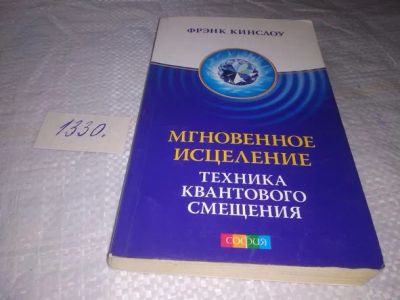 ФРЭНК КИНСЛОУ
МГНОВЕННОЕ
ИСЦЕЛЕНИЕ
ТЕХНИКА
КВАНТОВОГО
СМЕЩЕНИЯ
СОФИЯ
1330.